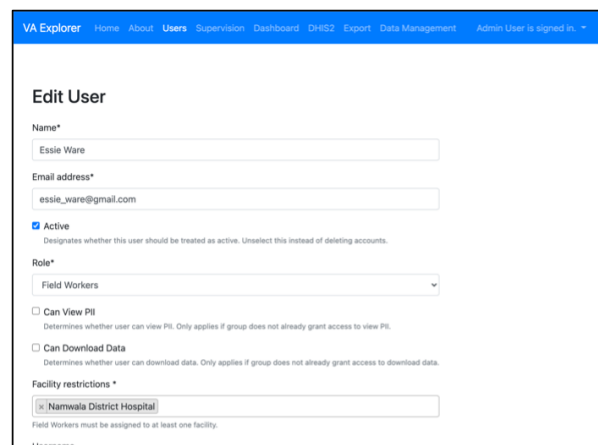 VA Explorer Home About Users Supervision Dashboard DHIS2 Export Data Management Admin User is signed in.
Edit User
Name*
Essie Ware
Email address*
essie_ware@gmail.com
Active
Designates whether this user should be treated as active. Unselect this instead of deleting accounts.
Role*
Field Workers
Can View PII
Determines whether user can view PII. Only applies if group does not already grant access to view PII.
Can Download Data
Determines whether user can download data. Only applies if group does not already grant access to download data.
Facility restrictions *
× Namwala District Hospital
Field Workers must be assigned to at least one facility.